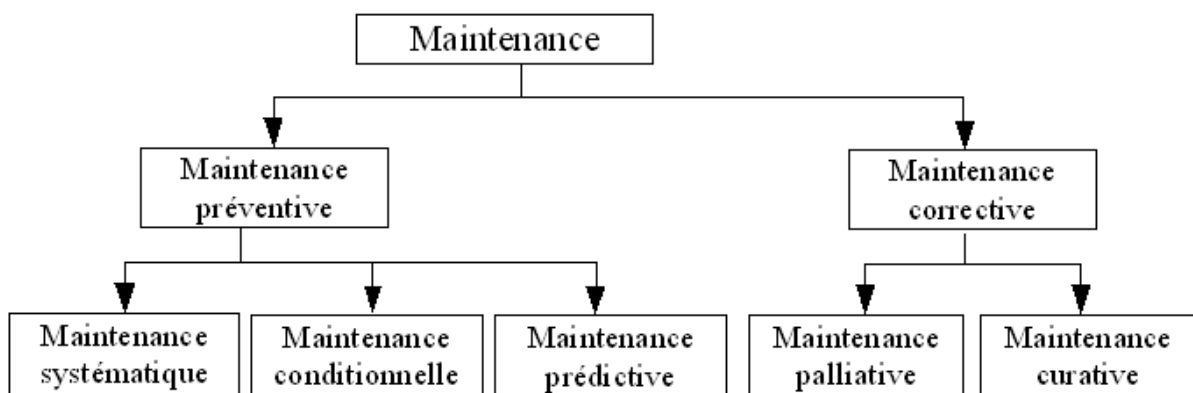 Maintenance
Maintenance
préventive
Maintenance
corrective
Maintenance
systématique
Maintenance
conditionnelle
Maintenance
prédictive
Maintenance
palliative
Maintenance
curative